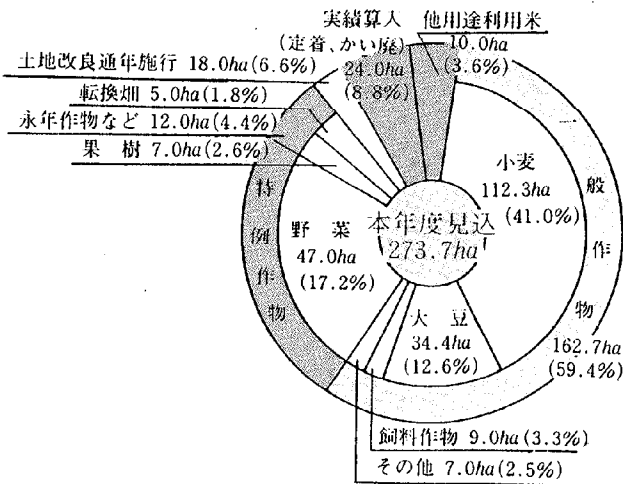 実績算入
(定着、かい廃)
24.0ha
(8.8%)
他用途利用米
10.0ha
(3.6%)
土地改良通年施行 18.0ha(6.6%)
転換畑 5.0ha(1.8%)
永年作物など 12.0ha(4.4%)
果樹 7.0ha(2.6%)
特例作物
野菜
47.0ha
(17.2%)
本年度見込
273.7ha
小麦
112.3ha
(41.0%)
一般作物
162.7ha
(59.4%)
大豆
34.4ha
(12.6%)
飼料作物 9.0ha(3.3%)
その他 7.0ha(2.5%)